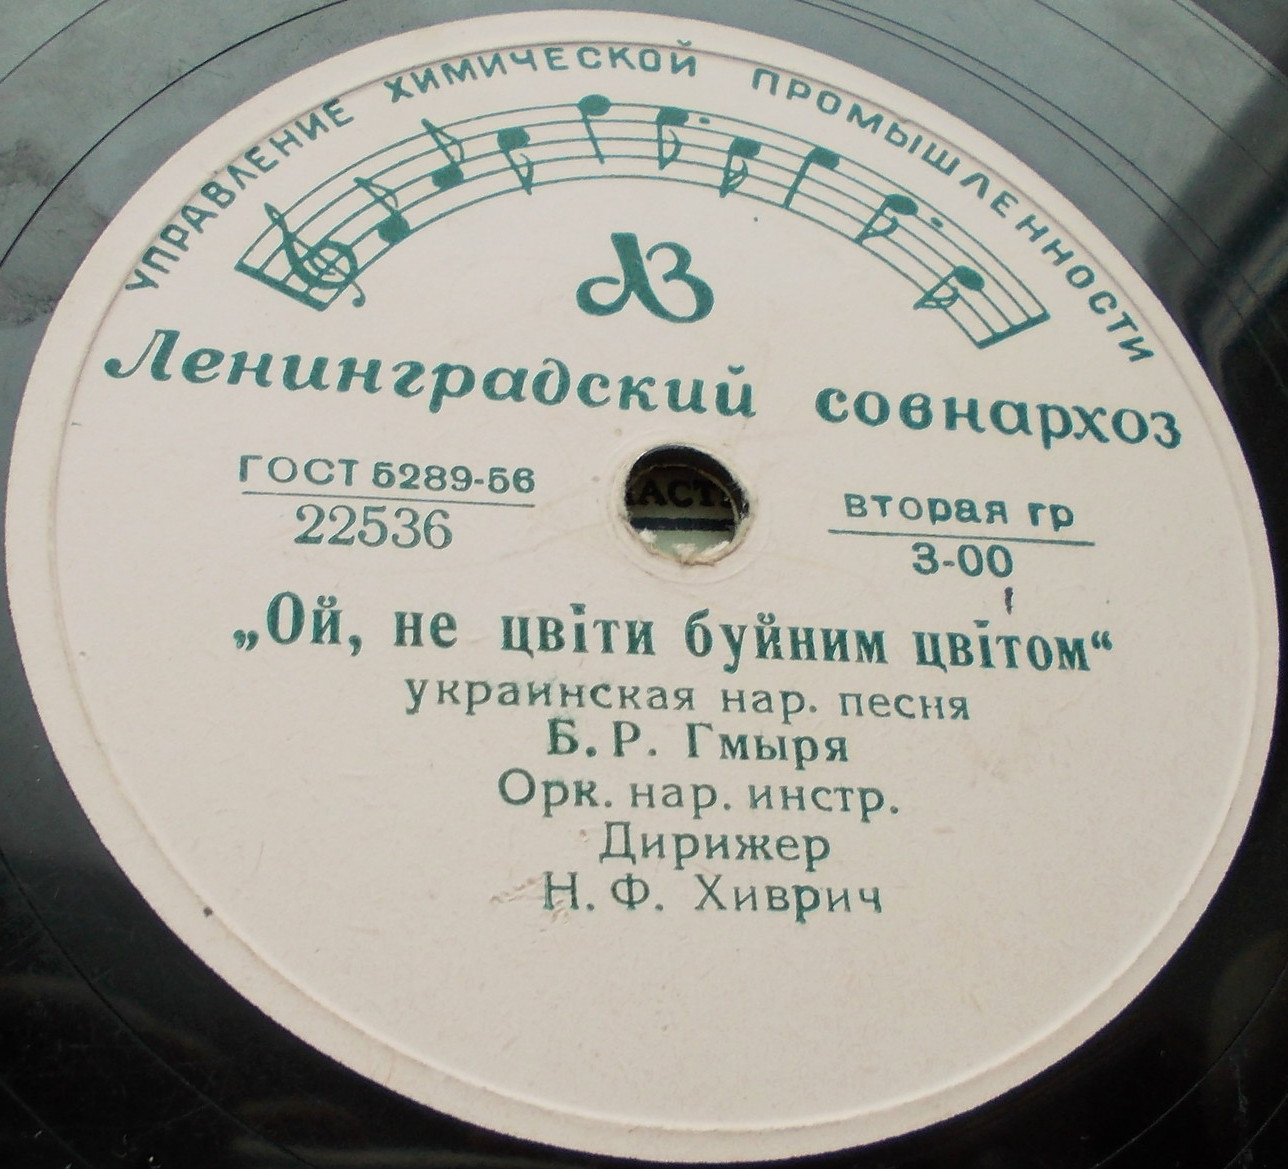 УПРАВЛЕНИЕ ХИМИЧЕСКОЙ ПРОМЫШЛЕННОСТИ
ЛЗ
Ленинградский совнархоз
ГОСТ 5289-56
22536
вторая гр
3-00
„Ой, не цвіти буйним цвітом“
украинская нар. песня
Б. Р. Гмыря
Орк. нар. инстр.
Дирижер
Н. Ф. Хиврич